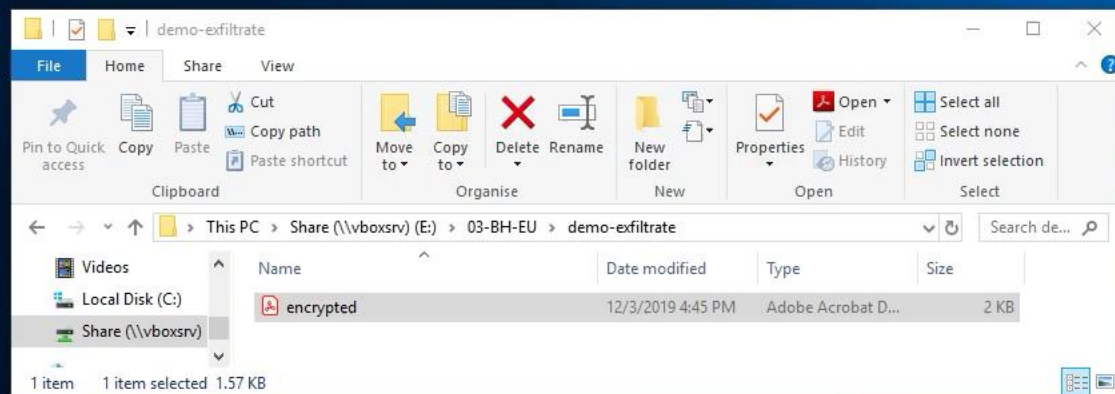 demo-exfiltrate
File Home Share View
Pin to Quick access
Copy
Paste
Cut
Copy path
Paste shortcut
Clipboard
Move to
Copy to
Delete
Rename
Organise
New folder
New
Properties
Open
Edit
History
Open
Select all
Select none
Invert selection
Select
This PC > Share (\\vboxsrv) (E:) > 03-BH-EU > demo-exfiltrate
Search de...
Videos
Local Disk (C:)
Share (\\vboxsrv)
Name Date modified Type Size
encrypted 12/3/2019 4:45 PM Adobe Acrobat D... 2 KB
1 item 1 item selected 1.57 KB